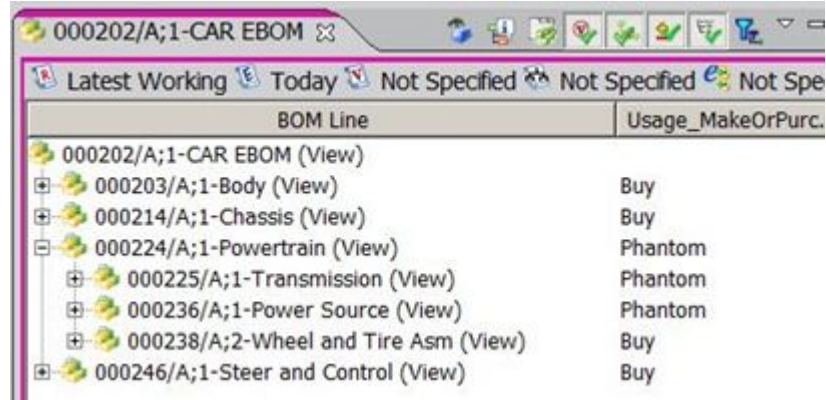 000202/A;1-CAR EBOM
Latest Working Today Not Specified Not Specified Not Spe
BOM Line Usage_MakeOrPurc.
000202/A;1-CAR EBOM (View)
000203/A;1-Body (View) Buy
000214/A;1-Chassis (View) Buy
000224/A;1-Powertrain (View) Phantom
000225/A;1-Transmission (View) Phantom
000236/A;1-Power Source (View) Phantom
000238/A;2-Wheel and Tire Asm (View) Buy
000246/A;1-Steer and Control (View) Buy